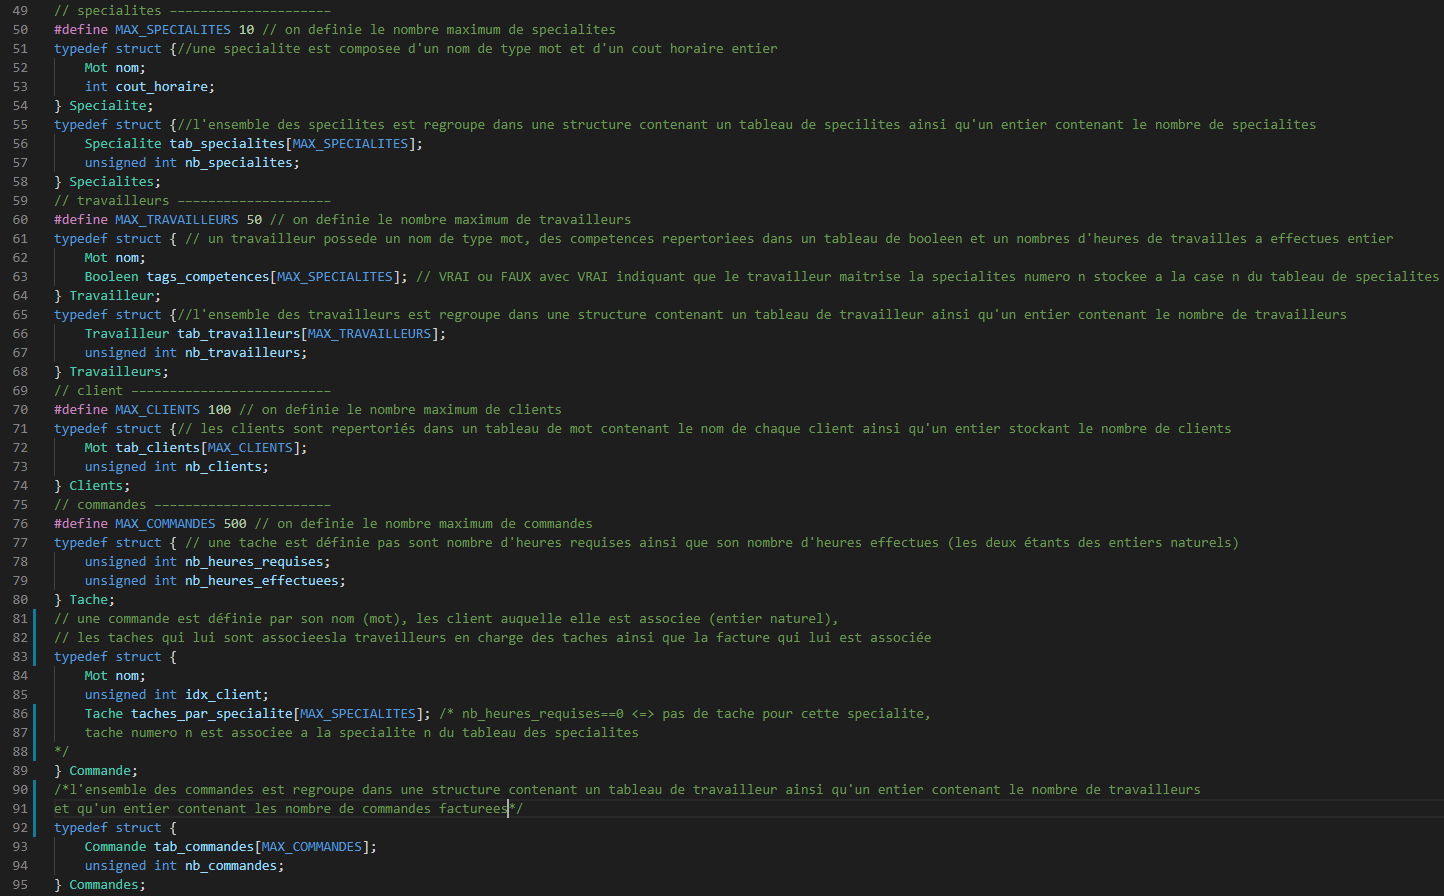 49 // specialites ---------------------
50 #define MAX_SPECIALITES 10 // on definie le nombre maximum de specialites
51 typedef struct {//une specialite est composee d'un nom de type mot et d'un cout horaire entier
52 Mot nom;
53 int cout_horaire;
54 } Specialite;
55 typedef struct {//l'ensemble des specilites est regroupe dans une structure contenant un tableau de specilites ainsi qu'un entier contenant le nombre de specialites
56 Specialite tab_specialites[MAX_SPECIALITES];
57 unsigned int nb_specialites;
58 } Specialites;
59 // travailleurs --------------------
60 #define MAX_TRAVAILLEURS 50 // on definie le nombre maximum de travailleurs
61 typedef struct { // un travailleur possede un nom de type mot, des competences repertoriees dans un tableau de booleen et un nombres d'heures de travailles a effectues entier
62 Mot nom;
63 Booleen tags_competences[MAX_SPECIALITES]; // VRAI ou FAUX avec VRAI indiquant que le travailleur maitrise la specialites numero n stockee a la case n du tableau de specialites
64 } Travailleur;
65 typedef struct {//l'ensemble des travailleurs est regroupe dans une structure contenant un tableau de travailleur ainsi qu'un entier contenant le nombre de travailleurs
66 Travailleur tab_travailleurs[MAX_TRAVAILLEURS];
67 unsigned int nb_travailleurs;
68 } Travailleurs;
69 // client --------------------------
70 #define MAX_CLIENTS 100 // on definie le nombre maximum de clients
71 typedef struct {// les clients sont repertoriés dans un tableau de mot contenant le nom de chaque client ainsi qu'un entier stockant le nombre de clients
72 Mot tab_clients[MAX_CLIENTS];
73 unsigned int nb_clients;
74 } Clients;
75 // commandes -----------------------
76 #define MAX_COMMANDES 500 // on definie le nombre maximum de commandes
77 typedef struct { // une tache est définie pas sont nombre d'heures requises ainsi que son nombre d'heures effectues (les deux étants des entiers naturels)
78 unsigned int nb_heures_requises;
79 unsigned int nb_heures_effectuees;
80 } Tache;
81 // une commande est définie par son nom (mot), les client auquelle elle est associee (entier naturel),
82 // les taches qui lui sont associeesla traveilleurs en charge des taches ainsi que la facture qui lui est associée
83 typedef struct {
84 Mot nom;
85 unsigned int idx_client;
86 Tache taches_par_specialite[MAX_SPECIALITES]; /* nb_heures_requises==0 <=> pas de tache pour cette specialite,
87 tache numero n est associee a la specialite n du tableau des specialites
88 */
89 } Commande;
90 /*l'ensemble des commandes est regroupe dans une structure contenant un tableau de travailleur ainsi qu'un entier contenant le nombre de travailleurs
91 et qu'un entier contenant les nombre de commandes facturees*/
92 typedef struct {
93 Commande tab_commandes[MAX_COMMANDES];
94 unsigned int nb_commandes;
95 } Commandes;